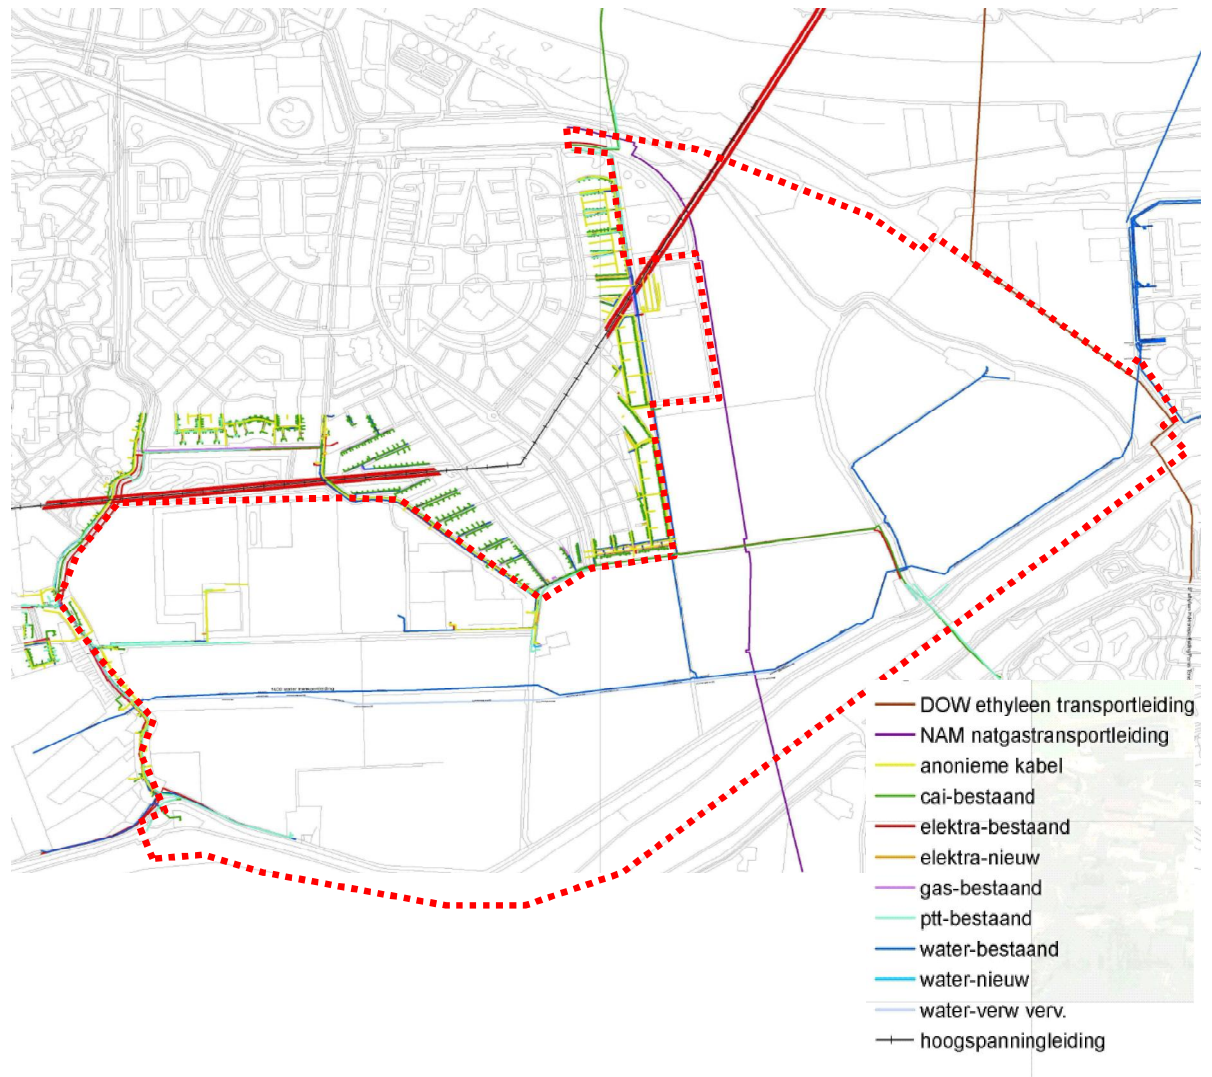 DOW ethyleen transportleiding
NAM natgastransportleiding
anonieme kabel
cai-bestaand
elektra-bestaand
elektra-nieuw
gas-bestaand
ptt-bestaand
water-bestaand
water-nieuw
water-verw verv.
hoogspanningleiding